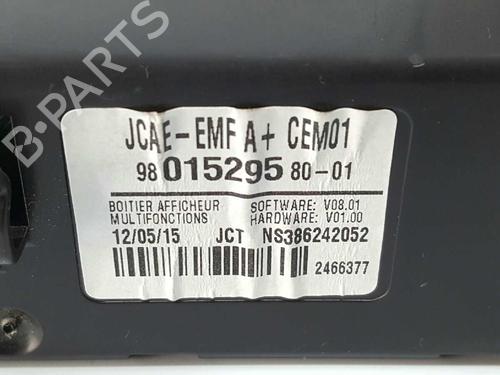 JCAE-EMF A+ CEM01
98 015295 80-01
BOITIER AFFICHEUR SOFTWARE: V08.01
MULTIFONCTIONS HARDWARE: V01.00
12/05/15 JCT NS386242052
2466377
B-PARTS